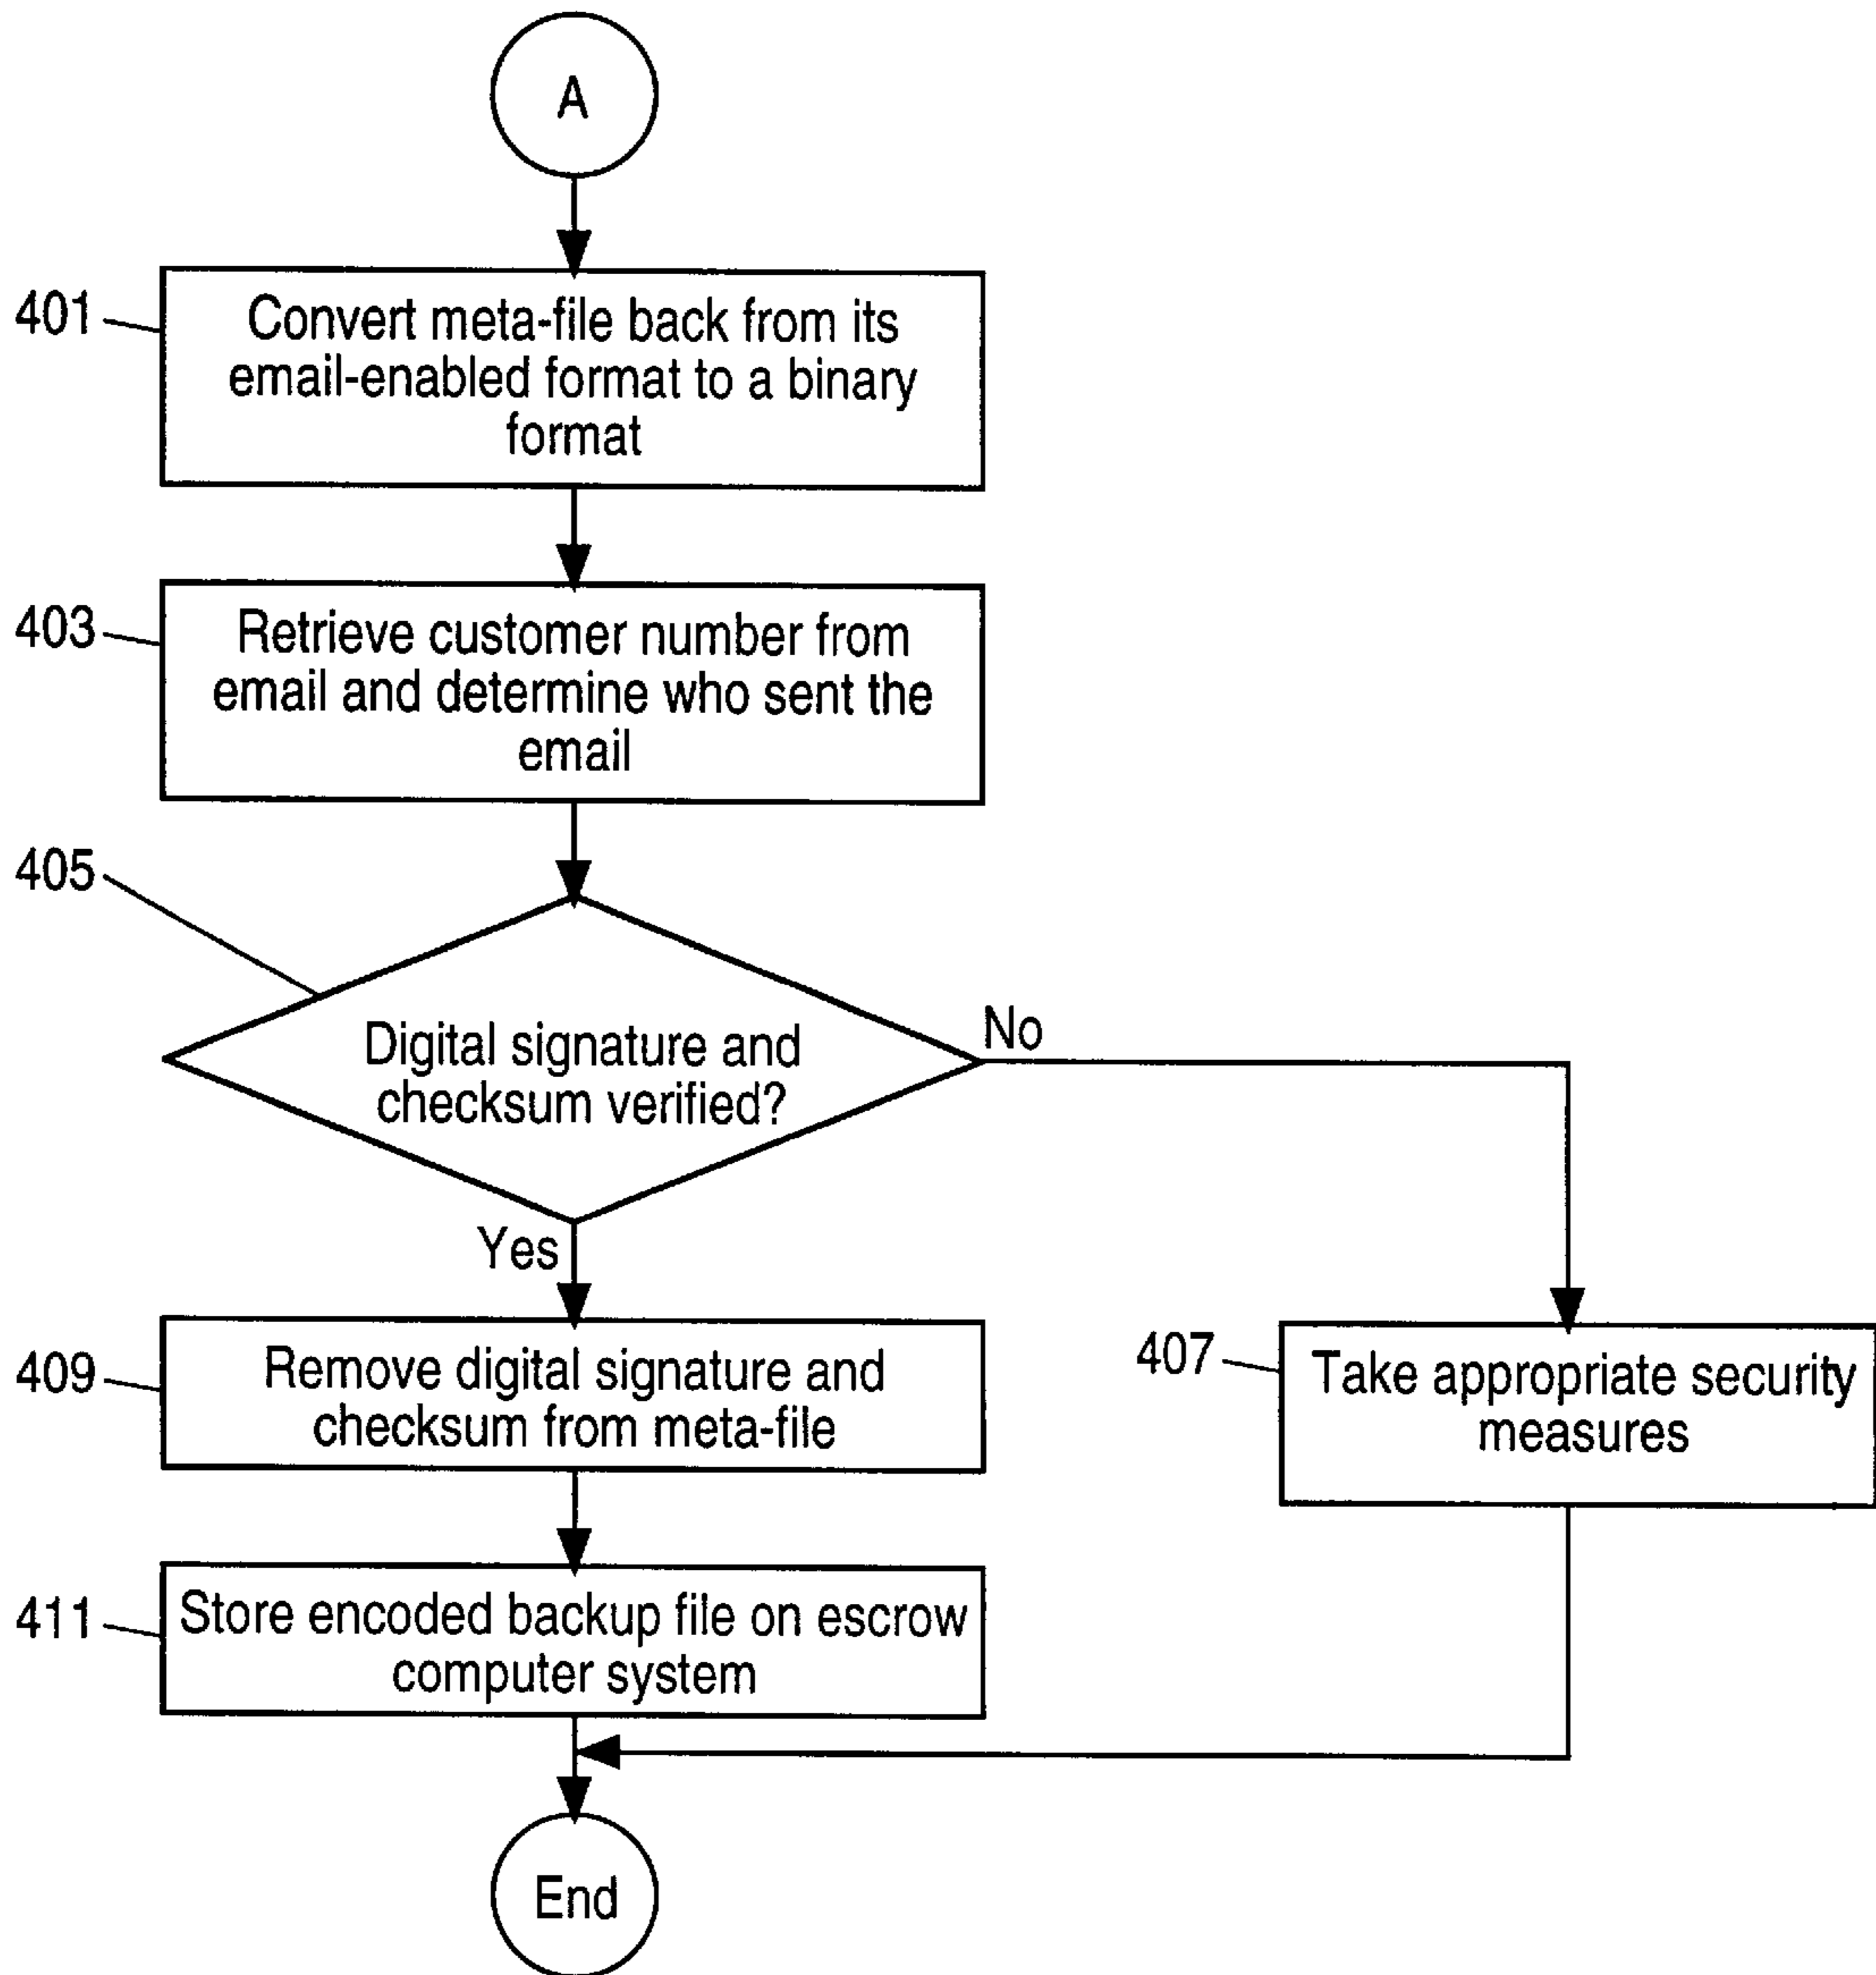 A
401
Convert meta-file back from its
email-enabled format to a binary
format
403
Retrieve customer number from
email and determine who sent the
email
405
Digital signature and
checksum verified?
No
Yes
409
Remove digital signature and
checksum from meta-file
407
Take appropriate security
measures
411
Store encoded backup file on escrow
computer system
End